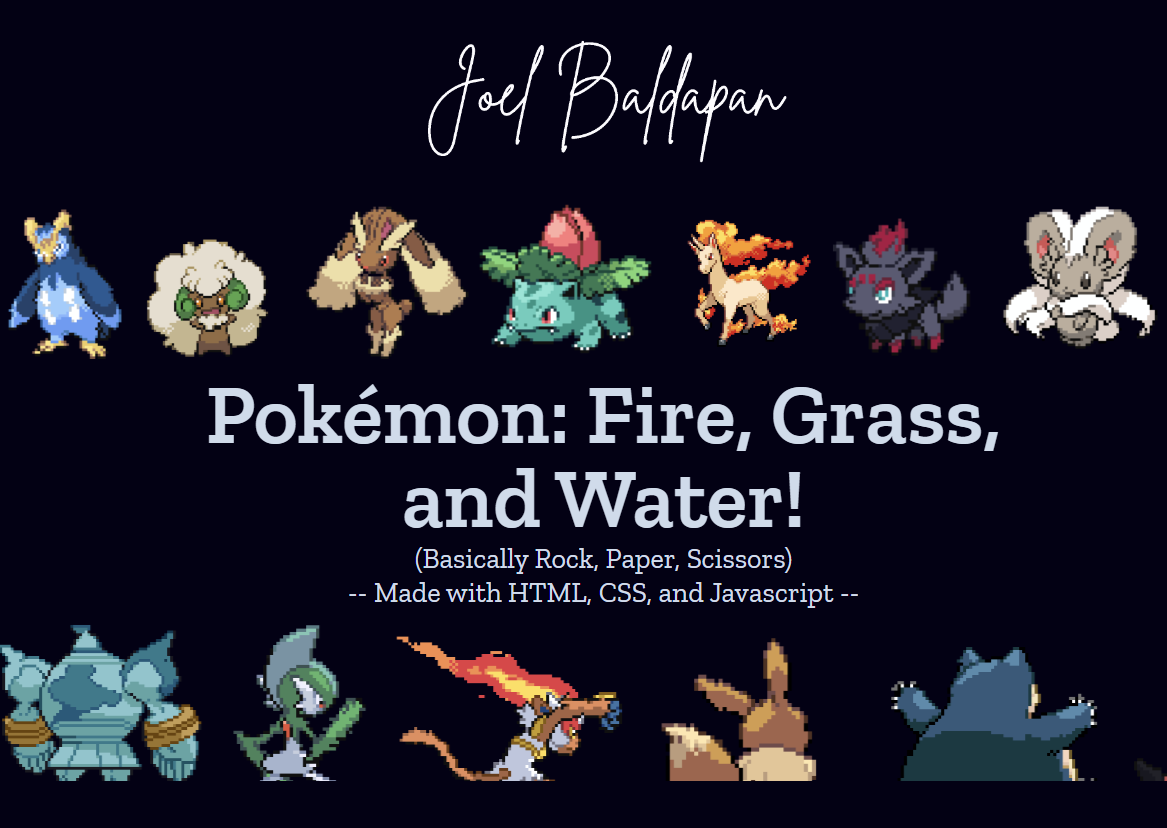 Joel Baldapan
Pokémon: Fire, Grass,
and Water!
(Basically Rock, Paper, Scissors)
-- Made with HTML, CSS, and Javascript --